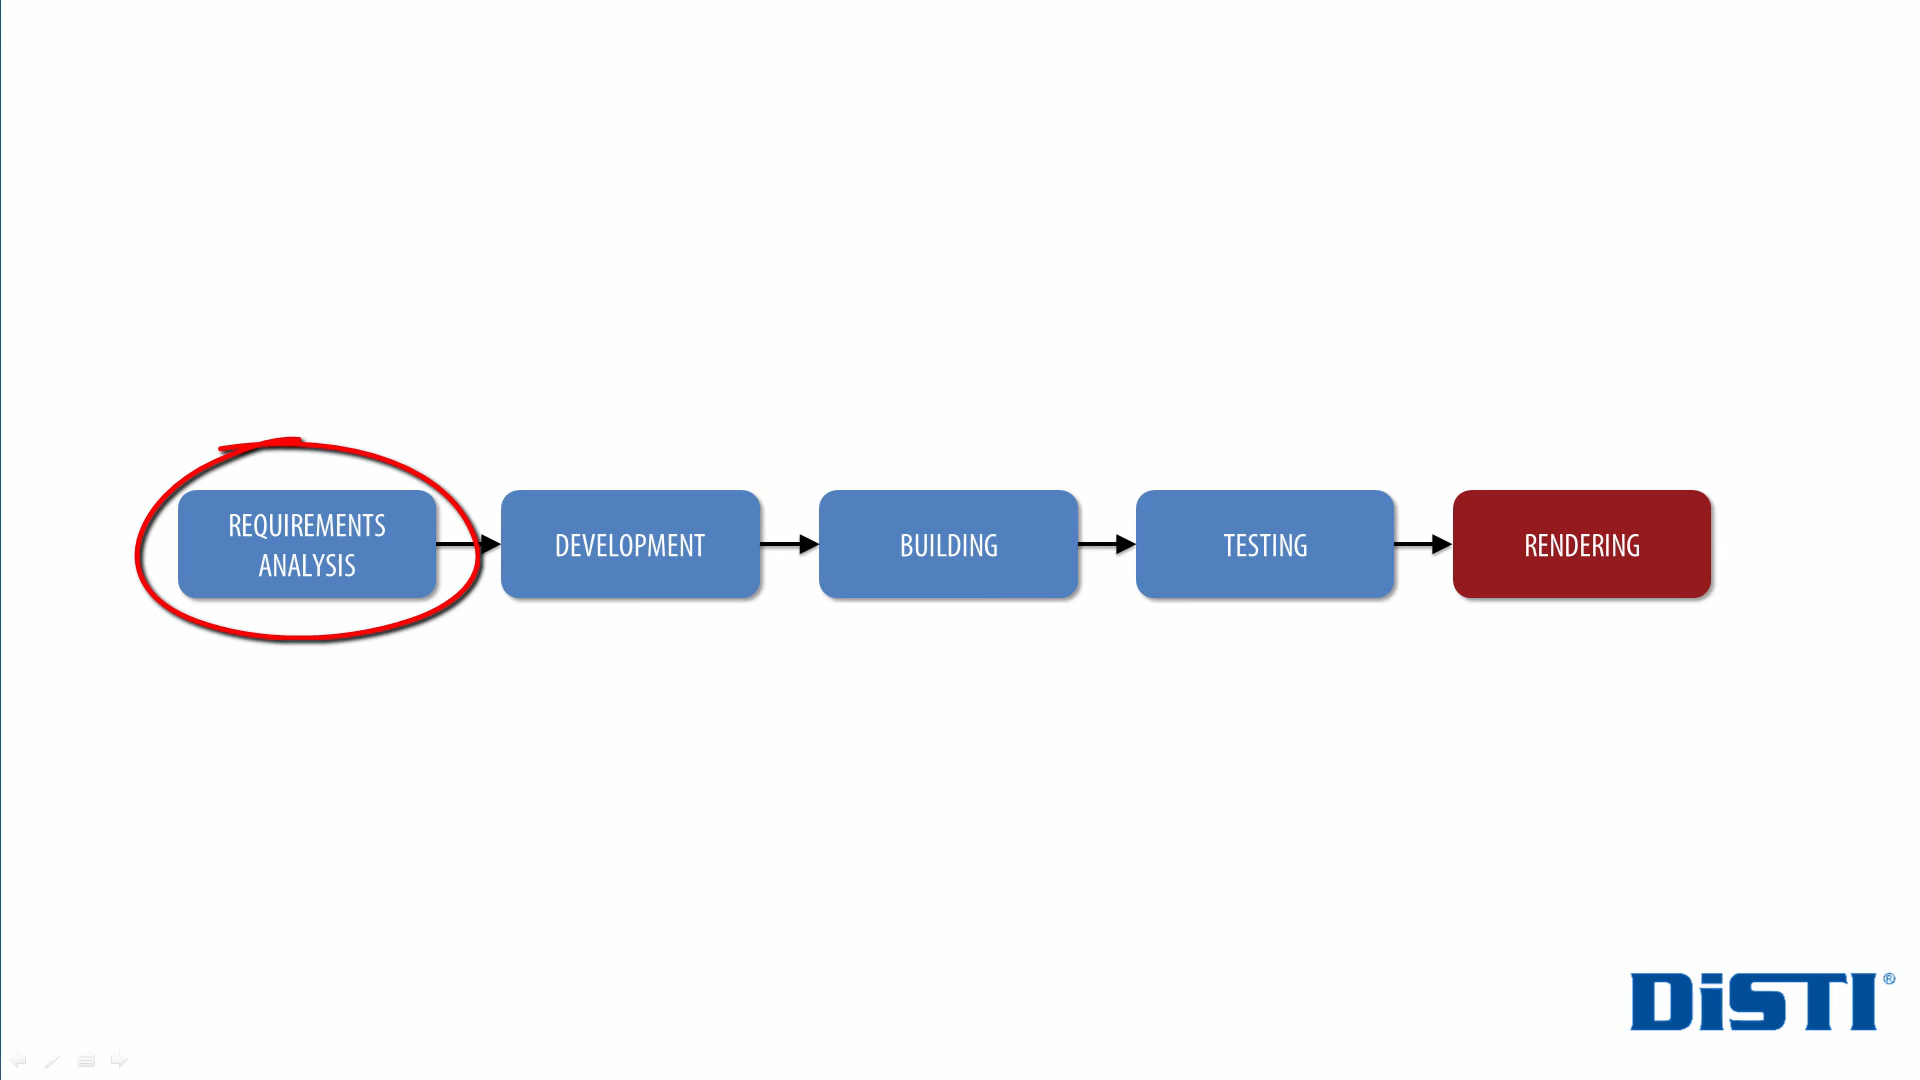 REQUIREMENTS
ANALYSIS
DEVELOPMENT
BUILDING
TESTING
RENDERING
DiSTI®